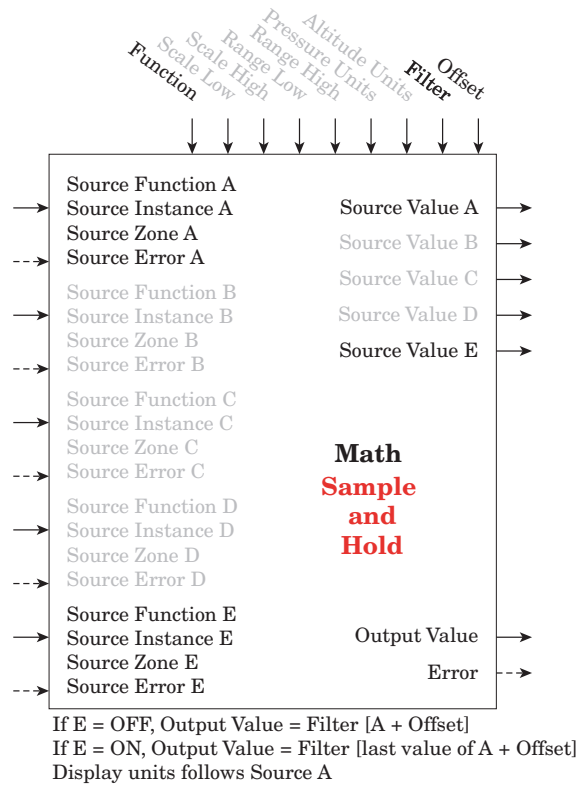 Function
Scale Low
Scale High
Range Low
Range High
Pressure Units
Altitude Units
Filter
Offset
Source Function A
Source Instance A
Source Zone A
Source Error A
Source Function B
Source Instance B
Source Zone B
Source Error B
Source Function C
Source Instance C
Source Zone C
Source Error C
Source Function D
Source Instance D
Source Zone D
Source Error D
Source Function E
Source Instance E
Source Zone E
Source Error E
Source Value A
Source Value B
Source Value C
Source Value D
Source Value E
Math
Sample
and
Hold
Output Value
Error
If E = OFF, Output Value = Filter [A + Offset]
If E = ON, Output Value = Filter [last value of A + Offset]
Display units follows Source A